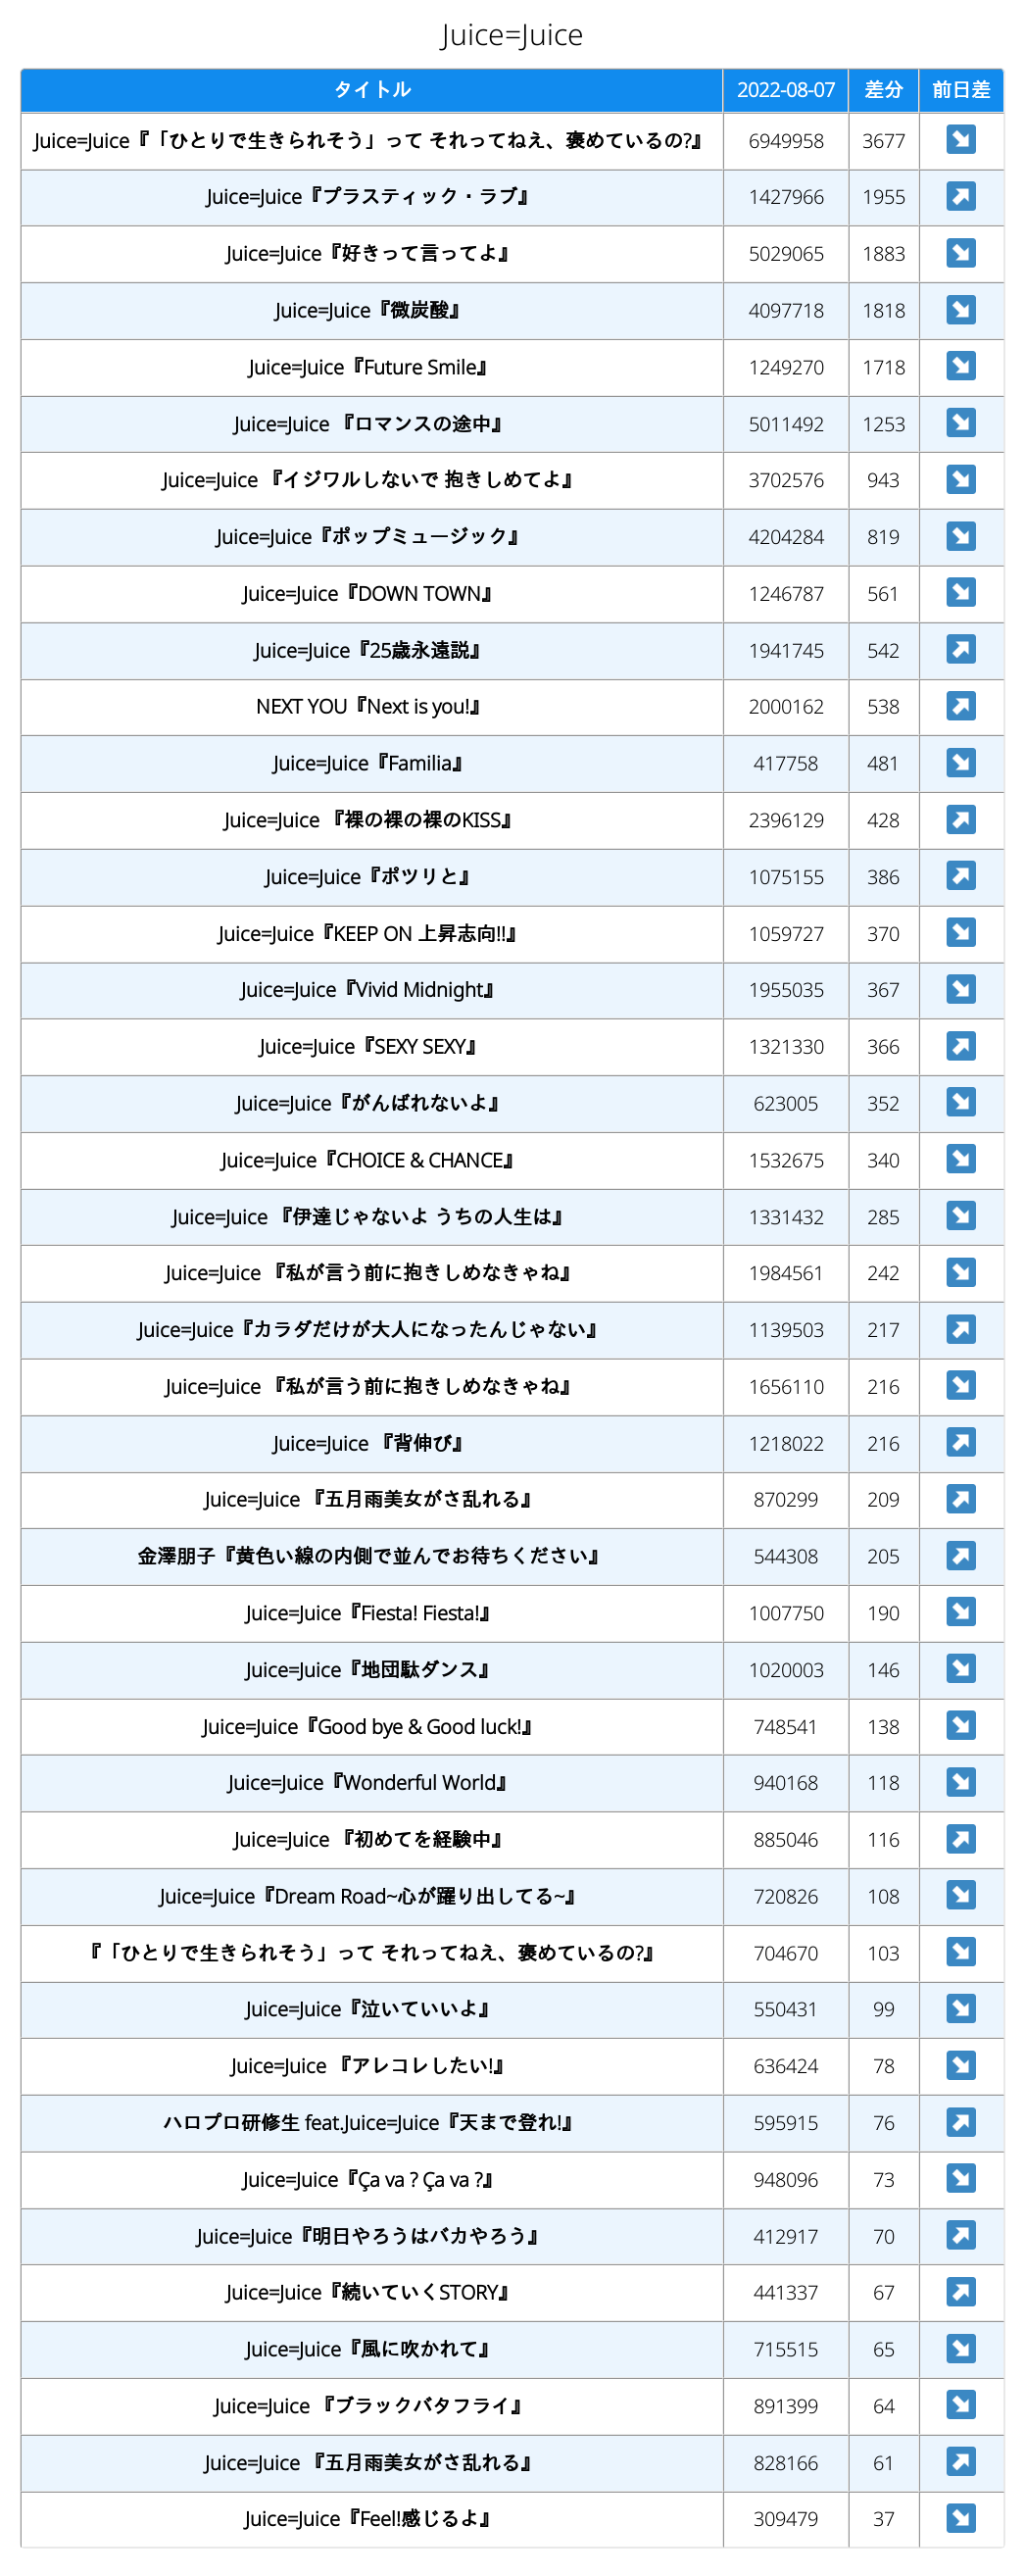 Juice=Juice
タイトル 2022-08-07 差分 前日差
Juice=Juice『「ひとりで生きられそう」って それってねえ、褒めているの?』 6949958 3677 ↘
Juice=Juice『プラスティック・ラブ』 1427966 1955 ↗
Juice=Juice『好きって言ってよ』 5029065 1883 ↘
Juice=Juice『微炭酸』 4097718 1818 ↘
Juice=Juice『Future Smile』 1249270 1718 ↘
Juice=Juice 『ロマンスの途中』 5011492 1253 ↘
Juice=Juice 『イジワルしないで 抱きしめてよ』 3702576 943 ↘
Juice=Juice『ポップミュージック』 4204284 819 ↘
Juice=Juice『DOWN TOWN』 1246787 561 ↘
Juice=Juice『25歳永遠説』 1941745 542 ↗
NEXT YOU『Next is you!』 2000162 538 ↗
Juice=Juice『Familia』 417758 481 ↘
Juice=Juice 『裸の裸の裸のKISS』 2396129 428 ↗
Juice=Juice『ポツリと』 1075155 386 ↗
Juice=Juice『KEEP ON 上昇志向!!』 1059727 370 ↘
Juice=Juice『Vivid Midnight』 1955035 367 ↘
Juice=Juice『SEXY SEXY』 1321330 366 ↗
Juice=Juice『がんばれないよ』 623005 352 ↘
Juice=Juice『CHOICE & CHANCE』 1532675 340 ↘
Juice=Juice 『伊達じゃないよ うちの人生は』 1331432 285 ↘
Juice=Juice 『私が言う前に抱きしめなきゃね』 1984561 242 ↘
Juice=Juice『カラダだけが大人になったんじゃない』 1139503 217 ↗
Juice=Juice 『私が言う前に抱きしめなきゃね』 1656110 216 ↘
Juice=Juice 『背伸び』 1218022 216 ↗
Juice=Juice 『五月雨美女がさ乱れる』 870299 209 ↗
金澤朋子『黄色い線の内側で並んでお待ちください』 544308 205 ↗
Juice=Juice『Fiesta! Fiesta!』 1007750 190 ↘
Juice=Juice『地団駄ダンス』 1020003 146 ↘
Juice=Juice『Good bye & Good luck!』 748541 138 ↘
Juice=Juice『Wonderful World』 940168 118 ↘
Juice=Juice 『初めてを経験中』 885046 116 ↗
Juice=Juice『Dream Road~心が躍り出してる~』 720826 108 ↘
『「ひとりで生きられそう」って それってねえ、褒めているの?』 704670 103 ↘
Juice=Juice『泣いていいよ』 550431 99 ↘
Juice=Juice 『アレコレしたい!』 636424 78 ↘
ハロプロ研修生 feat.Juice=Juice『天まで登れ!』 595915 76 ↗
Juice=Juice『Ça va ? Ça va ?』 948096 73 ↘
Juice=Juice『明日やろうはバカやろう』 412917 70 ↗
Juice=Juice『続いていくSTORY』 441337 67 ↗
Juice=Juice『風に吹かれて』 715515 65 ↘
Juice=Juice 『ブラックバタフライ』 891399 64 ↘
Juice=Juice 『五月雨美女がさ乱れる』 828166 61 ↗
Juice=Juice『Feel!感じるよ』 309479 37 ↘